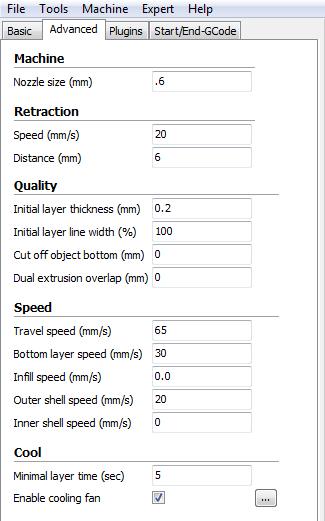 File Tools Machine Expert Help
Basic Advanced Plugins Start/End-GCode
Machine
Nozzle size (mm) .6
Retraction
Speed (mm/s) 20
Distance (mm) 6
Quality
Initial layer thickness (mm) 0.2
Initial layer line width (%) 100
Cut off object bottom (mm) 0
Dual extrusion overlap (mm) 0
Speed
Travel speed (mm/s) 65
Bottom layer speed (mm/s) 30
Infill speed (mm/s) 0.0
Outer shell speed (mm/s) 20
Inner shell speed (mm/s) 0
Cool
Minimal layer time (sec) 5
Enable cooling fan ...